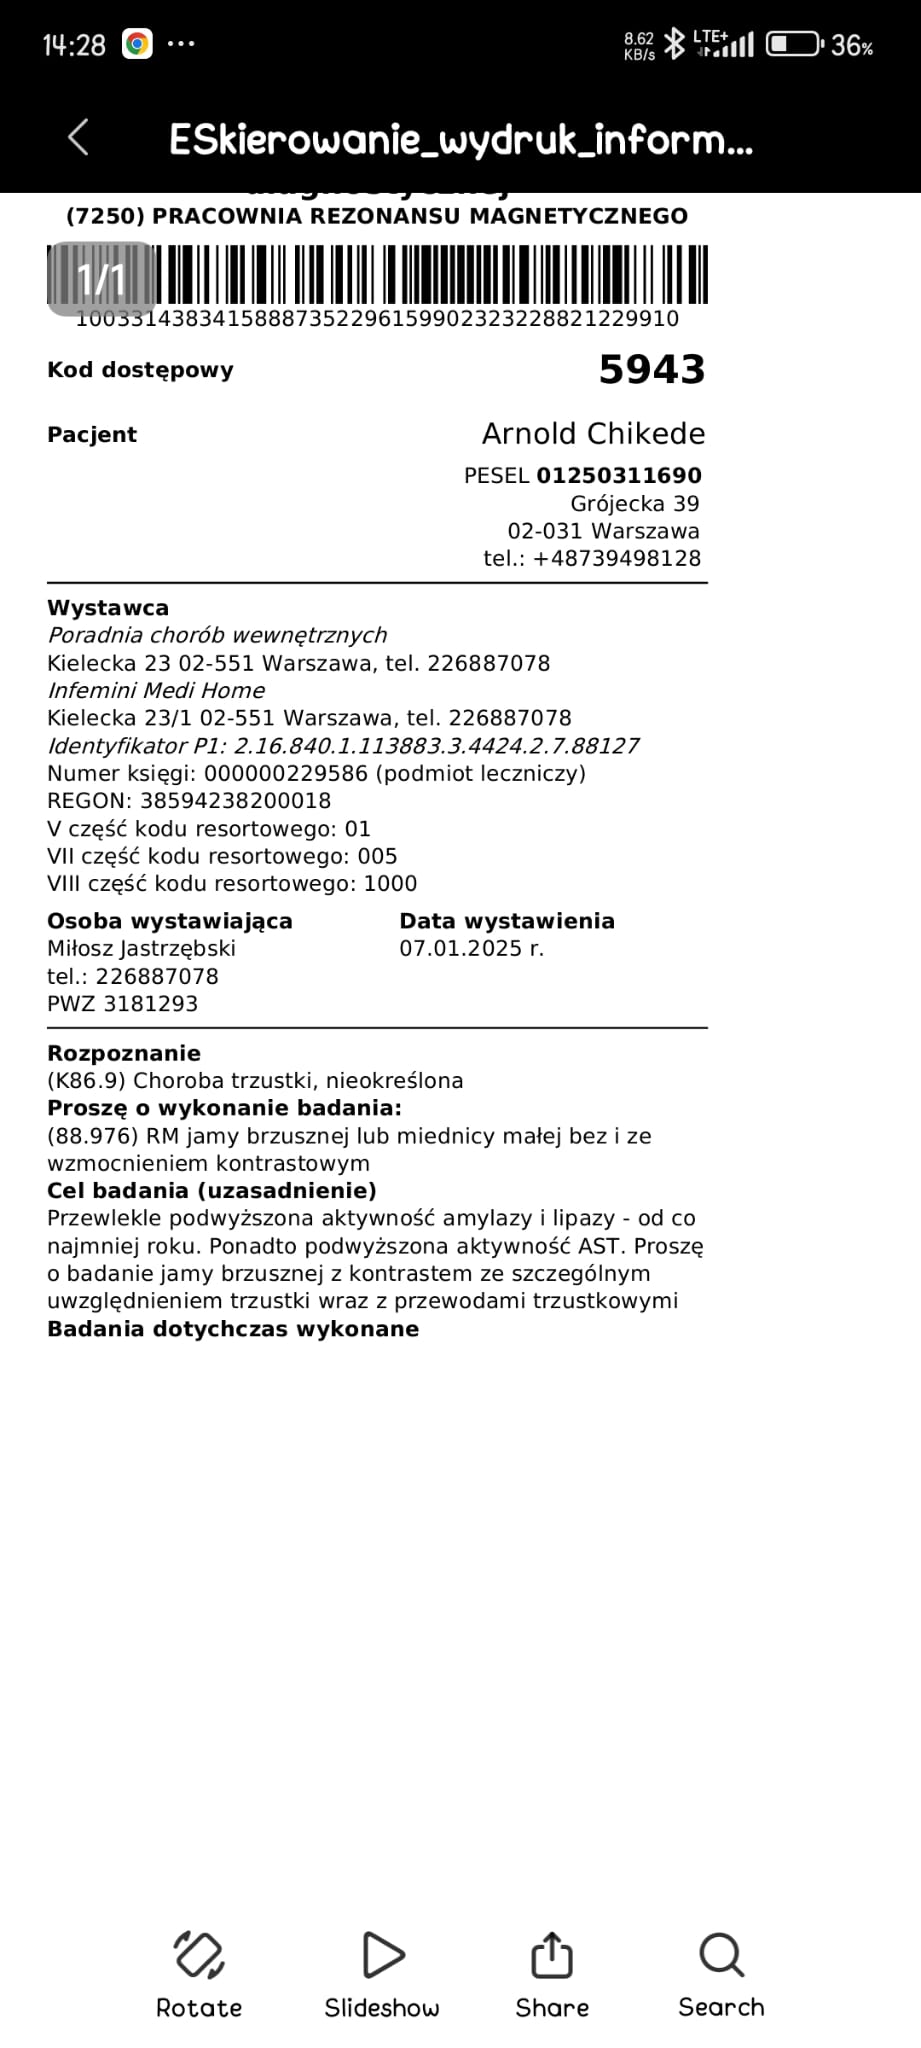 14:28
8.62
KB/s
LTE+
36%
ESkierowanie_wydruk_inform...
(7250) PRACOWNIA REZONANSU MAGNETYCZNEGO
1/1
10033143834158887352296159902323228821229910
Kod dostępowy 5943
Pacjent Arnold Chikede
PESEL 01250311690
Grójecka 39
02-031 Warszawa
tel.: +48739498128
Wystawca
Poradnia chorób wewnętrznych
Kielecka 23 02-551 Warszawa, tel. 226887078
Infemini Medi Home
Kielecka 23/1 02-551 Warszawa, tel. 226887078
Identyfikator P1: 2.16.840.1.113883.3.4424.2.7.88127
Numer księgi: 000000229586 (podmiot leczniczy)
REGON: 38594238200018
V część kodu resortowego: 01
VII część kodu resortowego: 005
VIII część kodu resortowego: 1000
Osoba wystawiająca Data wystawienia
Miłosz Jastrzębski 07.01.2025 r.
tel.: 226887078
PWZ 3181293
Rozpoznanie
(K86.9) Choroba trzustki, nieokreślona
Proszę o wykonanie badania:
(88.976) RM jamy brzusznej lub miednicy małej bez i ze
wzmocnieniem kontrastowym
Cel badania (uzasadnienie)
Przewlekle podwyższona aktywność amylazy i lipazy - od co
najmniej roku. Ponadto podwyższona aktywność AST. Proszę
o badanie jamy brzusznej z kontrastem ze szczególnym
uwzględnieniem trzustki wraz z przewodami trzustkowymi
Badania dotychczas wykonane
Rotate Slideshow Share Search